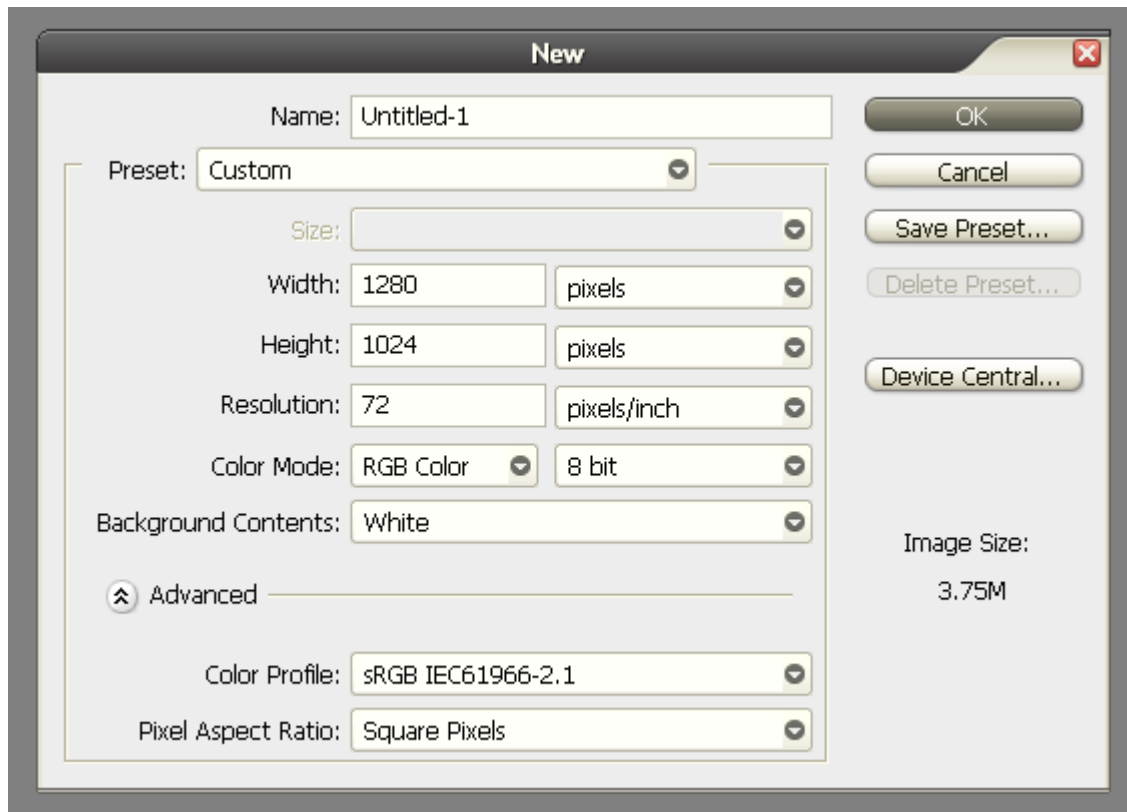 New
Name: Untitled-1
OK
Preset: Custom
Cancel
Size:
Save Preset...
Width: 1280 pixels
Delete Preset...
Height: 1024 pixels
Device Central...
Resolution: 72 pixels/inch
Color Mode: RGB Color 8 bit
Background Contents: White
Image Size:
3.75M
Advanced
Color Profile: sRGB IEC61966-2.1
Pixel Aspect Ratio: Square Pixels